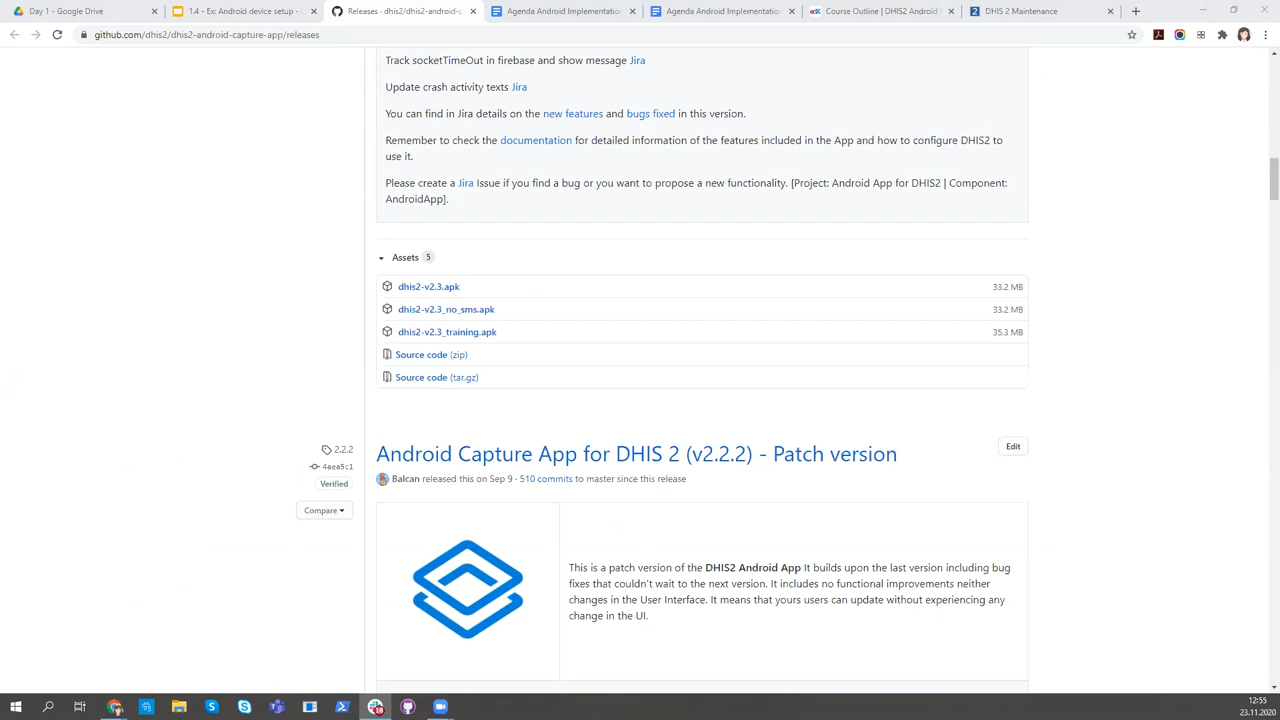 Day 1 - Google Drive
1.4 – Ex: Android device setup -
Releases · dhis2/dhis2-android-c
Agenda Android Implementation
Agenda Android Implementation
Course Outline | DHIS2 Android
DHIS 2 Maintenance
github.com/dhis2/dhis2-android-capture-app/releases
Track socketTimeOut in firebase and show message Jira
Update crash activity texts Jira
You can find in Jira details on the new features and bugs fixed in this version.
Remember to check the documentation for detailed information of the features included in the App and how to configure DHIS2 to
use it.
Please create a Jira Issue if you find a bug or you want to propose a new functionality. [Project: Android App for DHIS2 | Component:
AndroidApp].
Assets 5
dhis2-v2.3.apk 33.2 MB
dhis2-v2.3_no_sms.apk 33.2 MB
dhis2-v2.3_training.apk 35.3 MB
Source code (zip)
Source code (tar.gz)
2.2.2
4aea5c1
Verified
Compare
Android Capture App for DHIS 2 (v2.2.2) - Patch version
Edit
Balcan released this on Sep 9 · 510 commits to master since this release
This is a patch version of the DHIS2 Android App It builds upon the last version including bug
fixes that couldn't wait to the next version. It includes no functional improvements neither
changes in the User Interface. It means that yours users can update without experiencing any
change in the UI.
12:55
23.11.2020